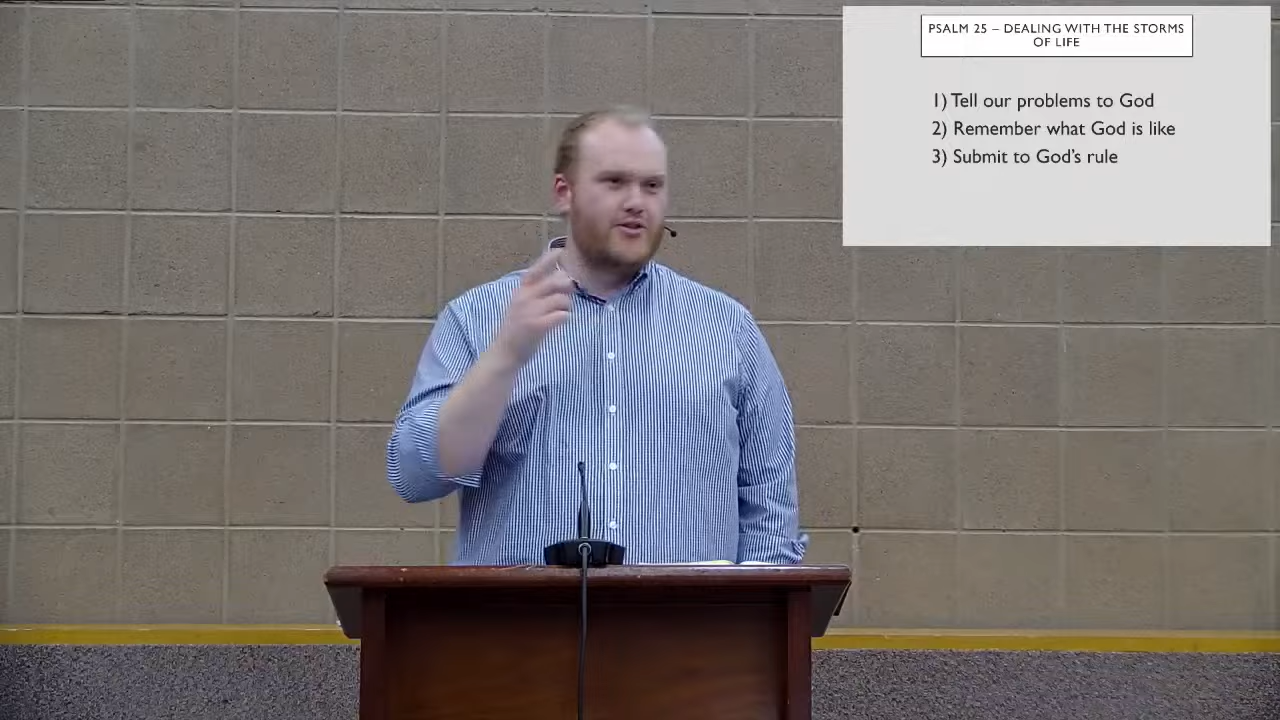 PSALM 25 – DEALING WITH THE STORMS
OF LIFE
1) Tell our problems to God
2) Remember what God is like
3) Submit to God's rule